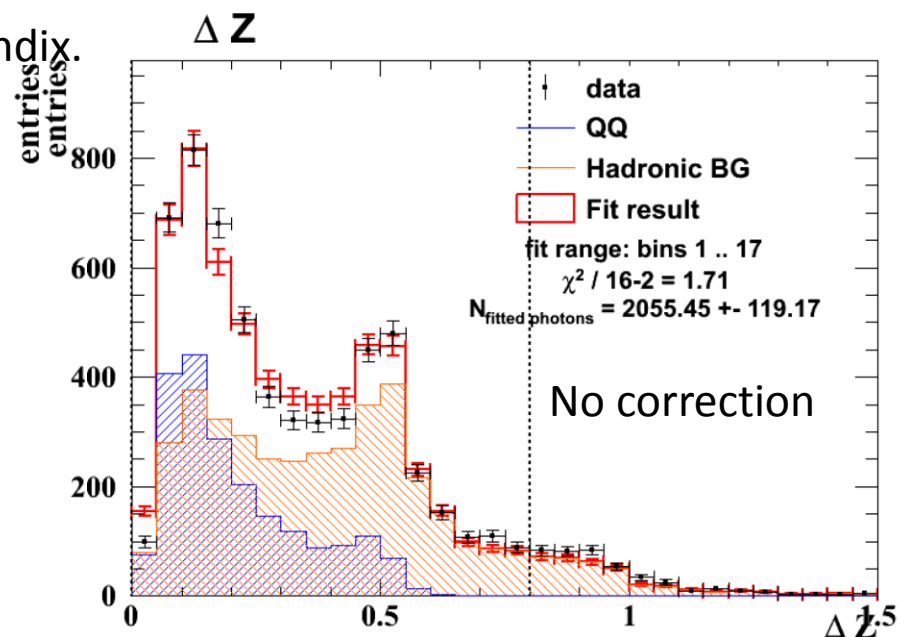 ndix.
Δ Z
entries
entries
800
600
400
200
0
data
QQ
Hadronic BG
Fit result
fit range: bins 1 .. 17
χ² / 16-2 = 1.71
Nfitted photons = 2055.45 +- 119.17
No correction
0 0.5 1 1.5
Δ Z